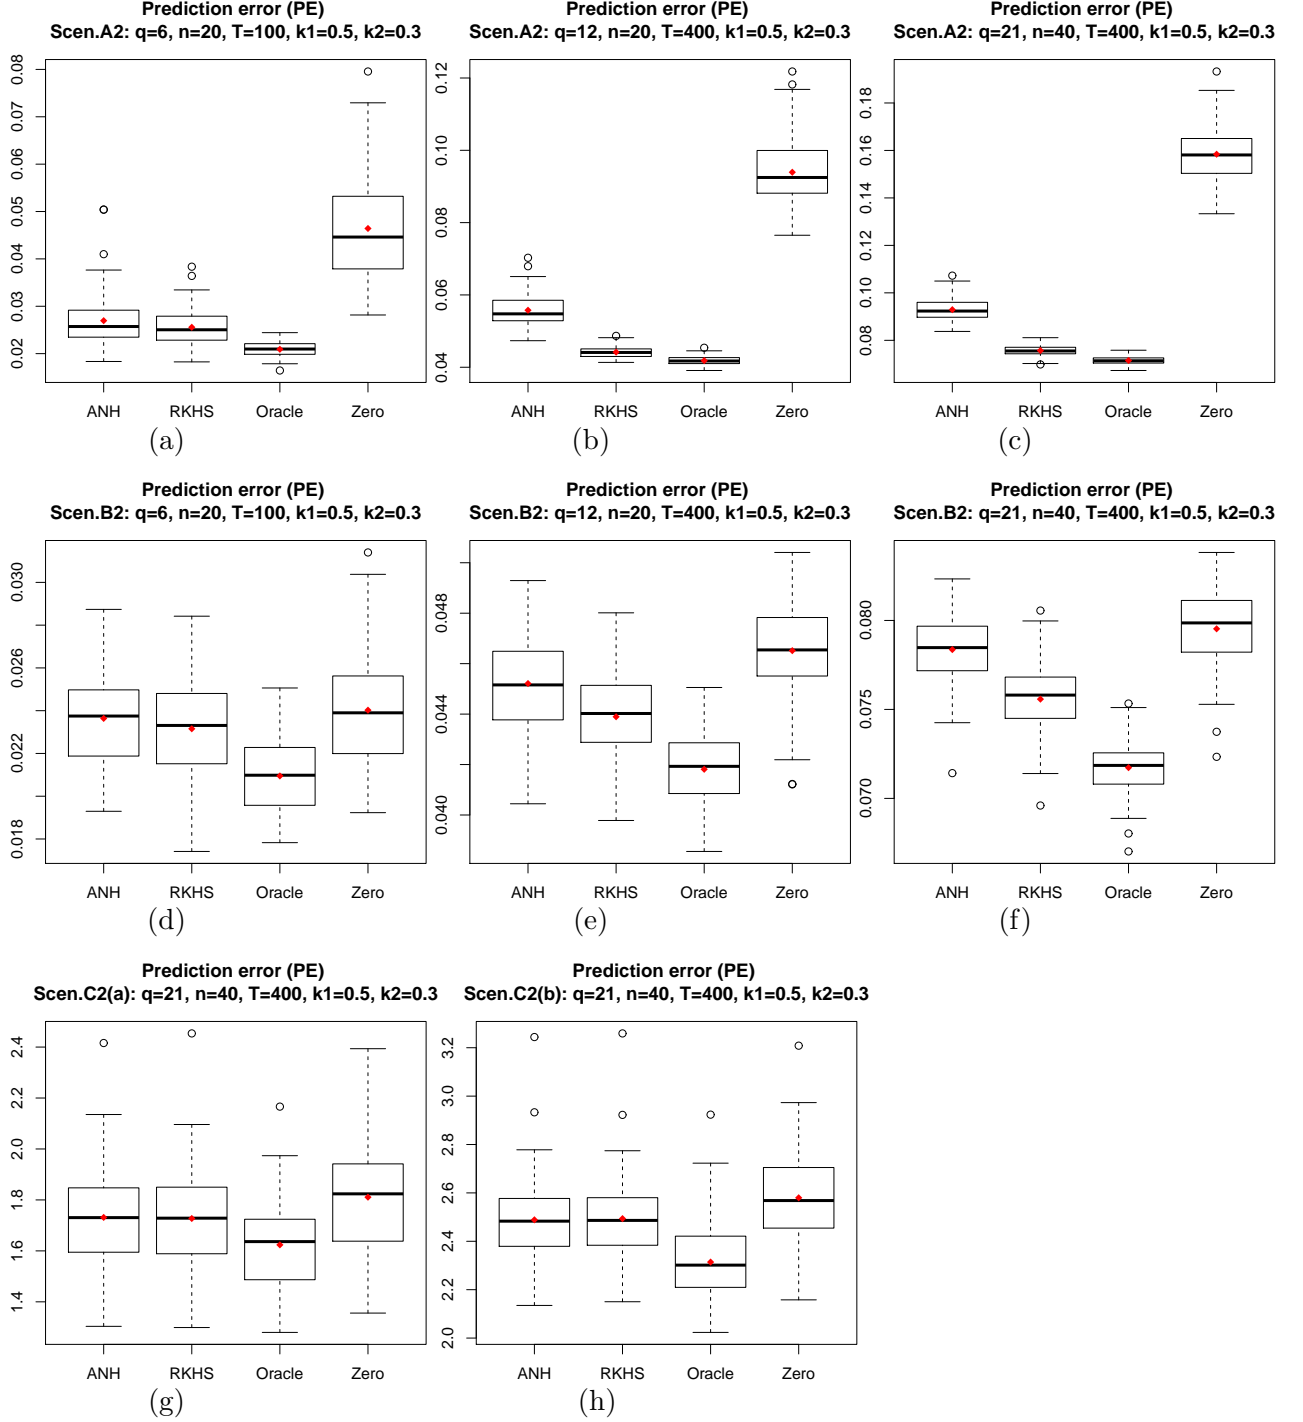 Prediction error (PE)
Scen.A2: q=6, n=20, T=100, k1=0.5, k2=0.3
0.08
0.07
0.06
0.05
0.04
0.03
0.02
ANH RKHS Oracle Zero
(a)
Prediction error (PE)
Scen.A2: q=12, n=20, T=400, k1=0.5, k2=0.3
0.12
0.10
0.08
0.06
0.04
ANH RKHS Oracle Zero
(b)
Prediction error (PE)
Scen.A2: q=21, n=40, T=400, k1=0.5, k2=0.3
0.18
0.16
0.14
0.12
0.10
0.08
ANH RKHS Oracle Zero
(c)
Prediction error (PE)
Scen.B2: q=6, n=20, T=100, k1=0.5, k2=0.3
0.030
0.026
0.022
0.018
ANH RKHS Oracle Zero
(d)
Prediction error (PE)
Scen.B2: q=12, n=20, T=400, k1=0.5, k2=0.3
0.048
0.044
0.040
ANH RKHS Oracle Zero
(e)
Prediction error (PE)
Scen.B2: q=21, n=40, T=400, k1=0.5, k2=0.3
0.080
0.075
0.070
ANH RKHS Oracle Zero
(f)
Prediction error (PE)
Scen.C2(a): q=21, n=40, T=400, k1=0.5, k2=0.3
2.4
2.2
2.0
1.8
1.6
1.4
ANH RKHS Oracle Zero
(g)
Prediction error (PE)
Scen.C2(b): q=21, n=40, T=400, k1=0.5, k2=0.3
3.2
3.0
2.8
2.6
2.4
2.2
2.0
ANH RKHS Oracle Zero
(h)